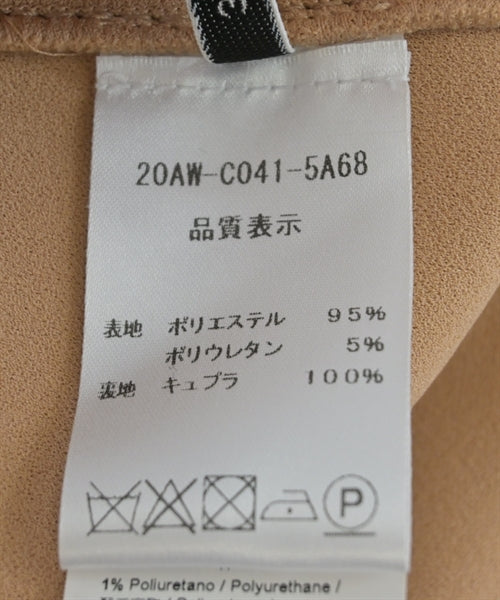 20AW-C041-5A68
品質表示
表地 ポリエステル 95%
ポリウレタン 5%
裏地 キュプラ 100%
P
1% Poliuretano / Polyurethane /